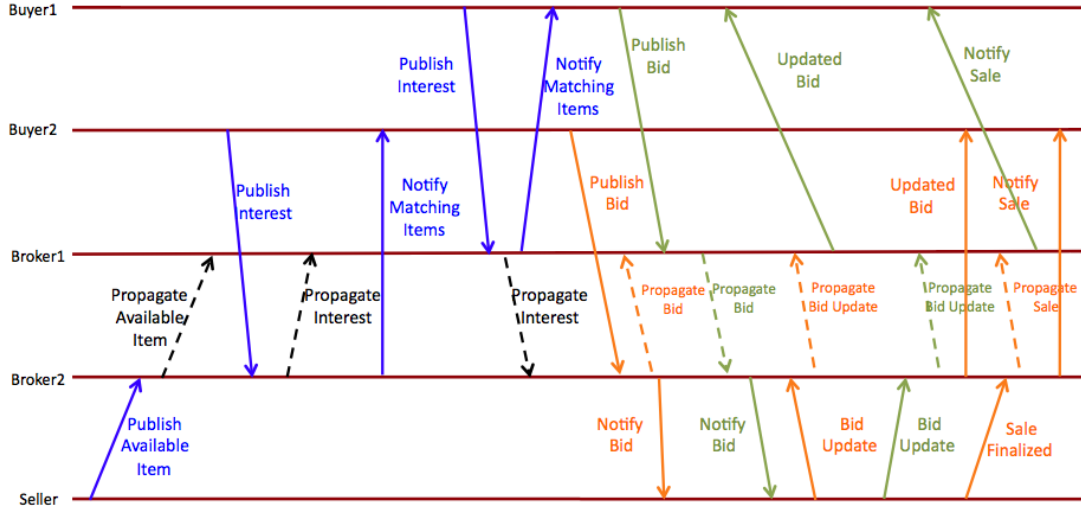 Buyer1
Publish
Interest
Notify
Matching
Items
Publish
Bid
Updated
Bid
Notify
Sale
Buyer2
Publish
Interest
Notify
Matching
Items
Publish
Bid
Updated
Bid
Notify
Sale
Broker1
Propagate
Available
Item
Propagate
Interest
Propagate
Interest
Propagate
Bid
Propagate
Bid
Propagate
Bid Update
Propagate
Bid Update
Propagate
Sale
Broker2
Publish
Available
Item
Notify
Bid
Notify
Bid
Bid
Update
Bid
Update
Sale
Finalized
Seller